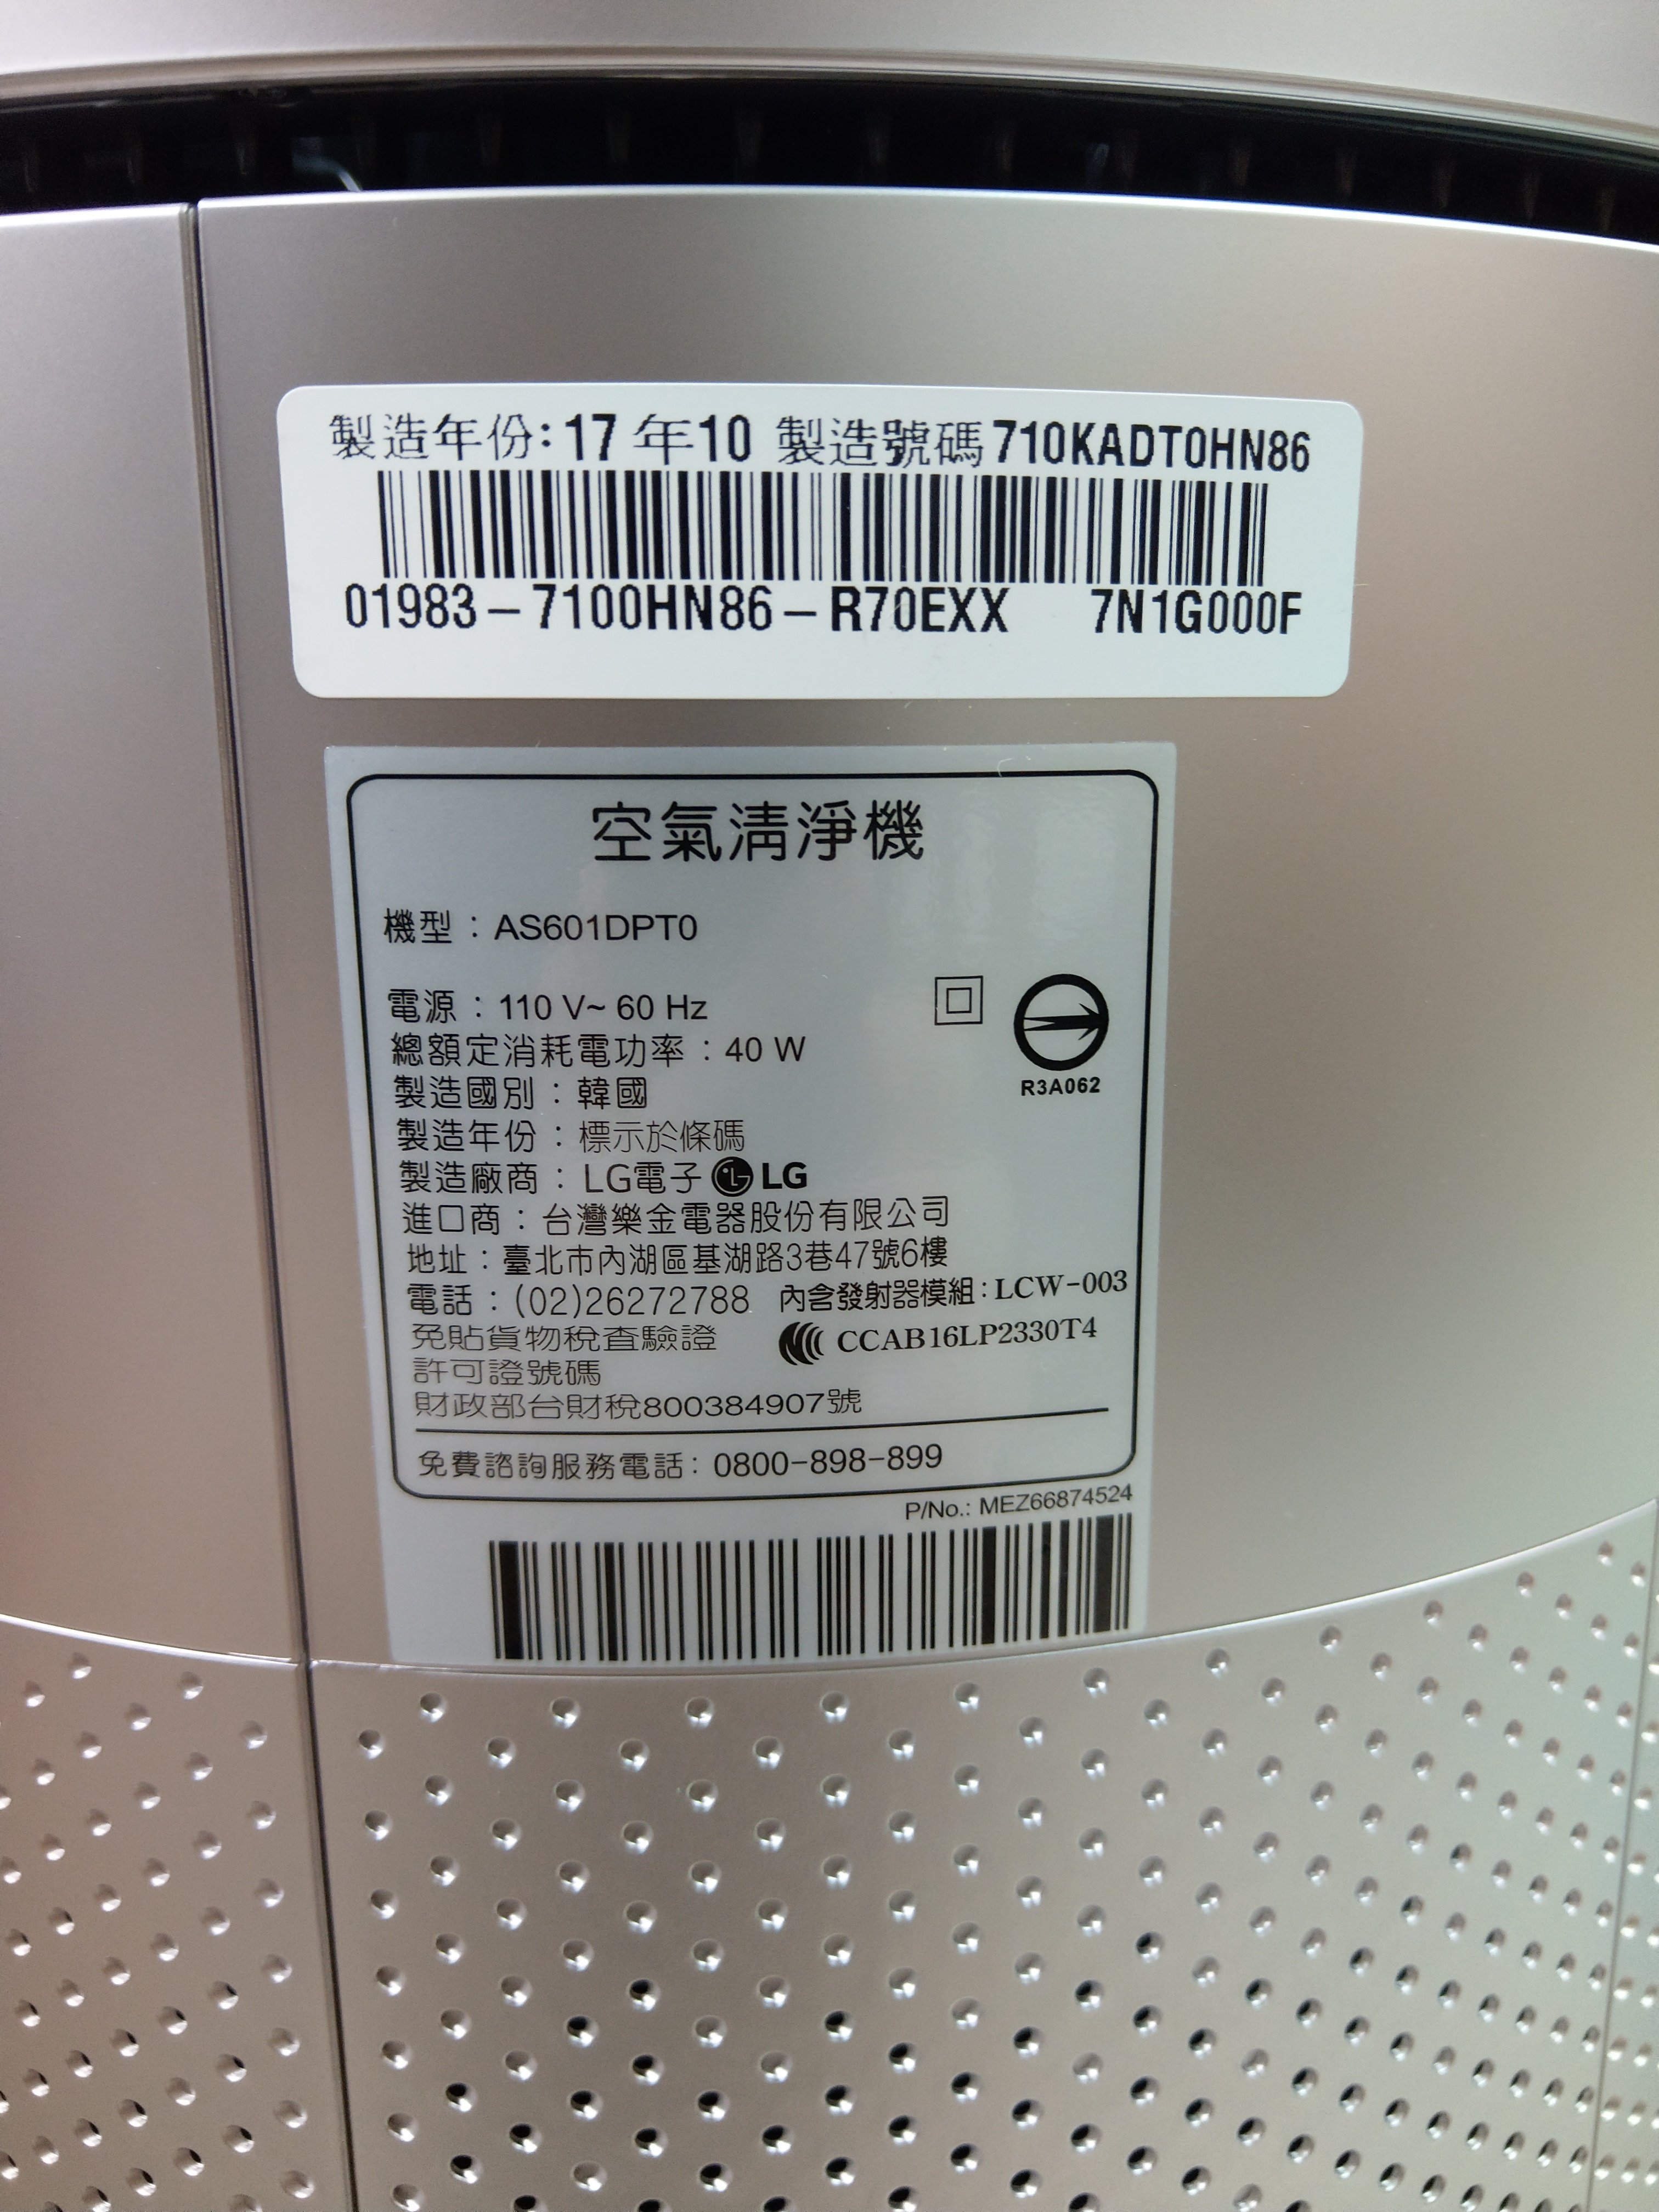 製造年份:17 年10 製造號碼710KADT0HN86
01983-7100HN86-R70EXX 7N1G000F
空氣清淨機
機型：AS601DPT0
電源：110 V~ 60 Hz
總額定消耗電功率：40 W
R3A062
製造國別：韓國
製造年份：標示於條碼
製造廠商：LG電子 LG LG
進口商：台灣樂金電器股份有限公司
地址：臺北市內湖區基湖路3巷47號6樓
電話：(02)26272788 內含發射器模組:LCW-003
免貼貨物稅查驗證 CCAB16LP2330T4
許可證號碼
財政部台財稅800384907號
免費諮詢服務電話：0800-898-899
P/No.: MEZ66874524